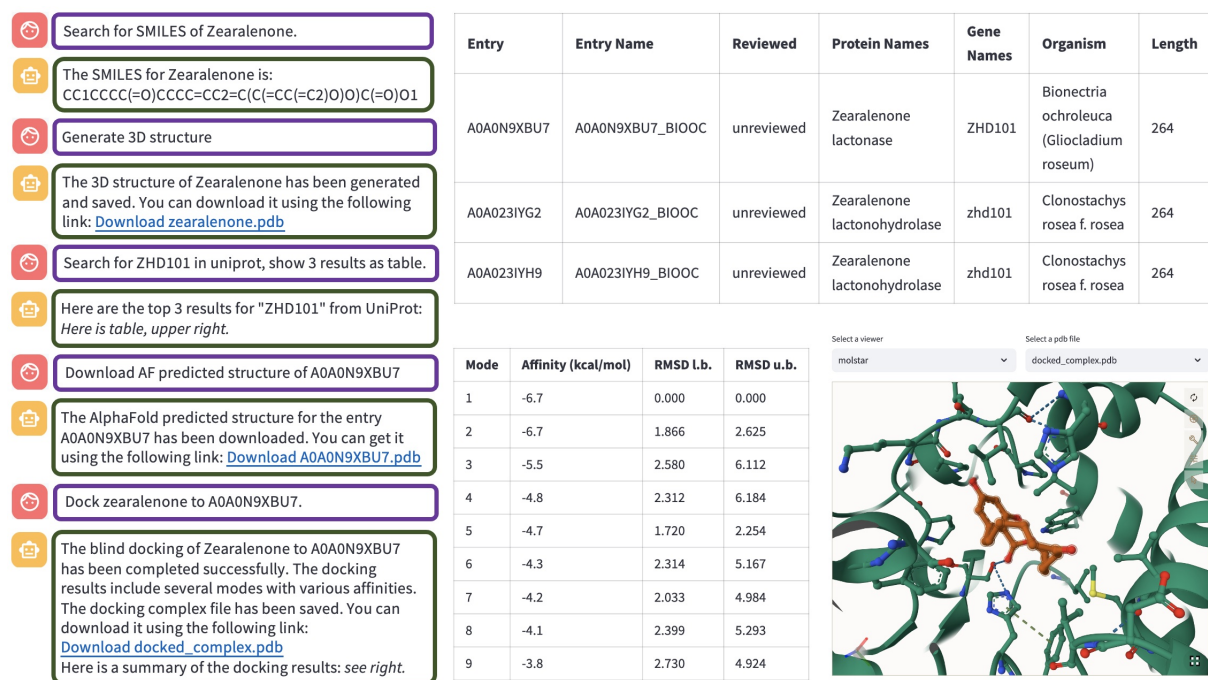 Search for SMILES of Zearalenone.
The SMILES for Zearalenone is:
CC1CCCC(=O)CCCC=CC2=C(C(=CC(=C2)O)O)C(=O)O1
Generate 3D structure
The 3D structure of Zearalenone has been generated
and saved. You can download it using the following
link: Download zearalenone.pdb
Search for ZHD101 in uniprot, show 3 results as table.
Here are the top 3 results for "ZHD101" from UniProt:
Here is table, upper right.
Download AF predicted structure of A0A0N9XBU7
The AlphaFold predicted structure for the entry
A0A0N9XBU7 has been downloaded. You can get it
using the following link: Download A0A0N9XBU7.pdb
Dock zearalenone to A0A0N9XBU7.
The blind docking of Zearalenone to A0A0N9XBU7
has been completed successfully. The docking
results include several modes with various affinities.
The docking complex file has been saved. You can
download it using the following link:
Download docked_complex.pdb
Here is a summary of the docking results: see right.
Entry Entry Name Reviewed Protein Names Gene Names Organism Length
A0A0N9XBU7 A0A0N9XBU7_BIOOC unreviewed Zearalenone lactonase ZHD101 Bionectria ochroleuca (Gliocladium roseum) 264
A0A023IYG2 A0A023IYG2_BIOOC unreviewed Zearalenone lactonohydrolase zhd101 Clonostachys rosea f. rosea 264
A0A023IYH9 A0A023IYH9_BIOOC unreviewed Zearalenone lactonohydrolase zhd101 Clonostachys rosea f. rosea 264
Mode Affinity (kcal/mol) RMSD l.b. RMSD u.b.
1 -6.7 0.000 0.000
2 -6.7 1.866 2.625
3 -5.5 2.580 6.112
4 -4.8 2.312 6.184
5 -4.7 1.720 2.254
6 -4.3 2.314 5.167
7 -4.2 2.033 4.984
8 -4.1 2.399 5.293
9 -3.8 2.730 4.924
Select a viewer
molstar
Select a pdb file
docked_complex.pdb